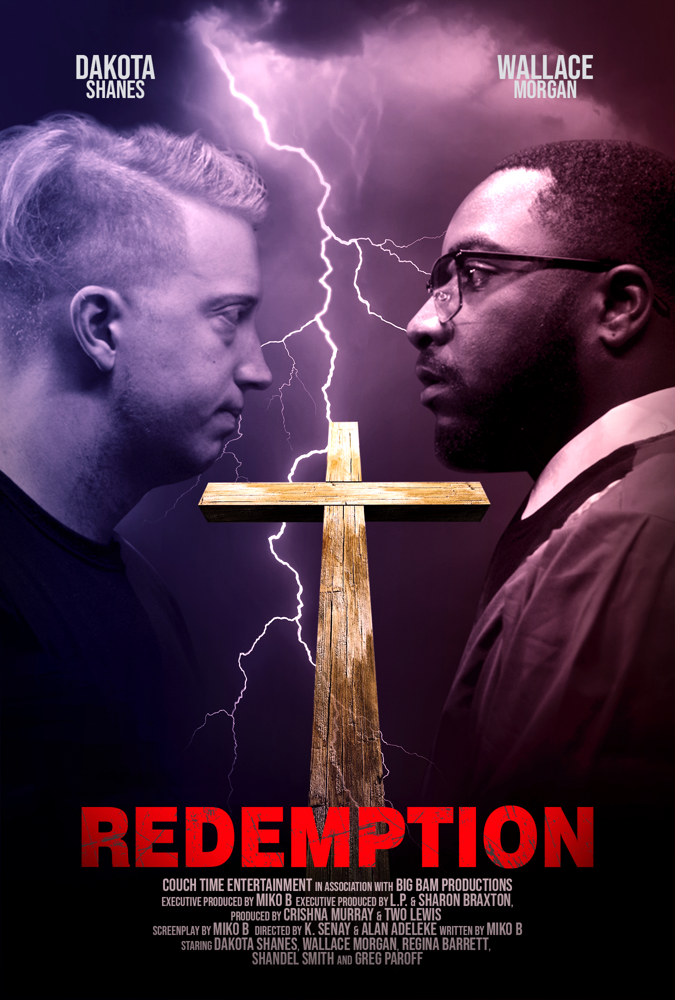 DAKOTA
SHANES
WALLACE
MORGAN
REDEMPTION
COUCH TIME ENTERTAINMENT IN ASSOCIATION WITH BIG BAM PRODUCTIONS
EXECUTIVE PRODUCED BY MIKO B EXECUTIVE PRODUCED BY L.P. & SHARON BRAXTON,
PRODUCED BY CRISHNA MURRAY & TWO LEWIS
SCREENPLAY BY MIKO B DIRECTED BY K. SENAY & ALAN ADELEKE WRITTEN BY MIKO B
STARING DAKOTA SHANES, WALLACE MORGAN, REGINA BARRETT,
SHANDEL SMITH AND GREG PAROFF